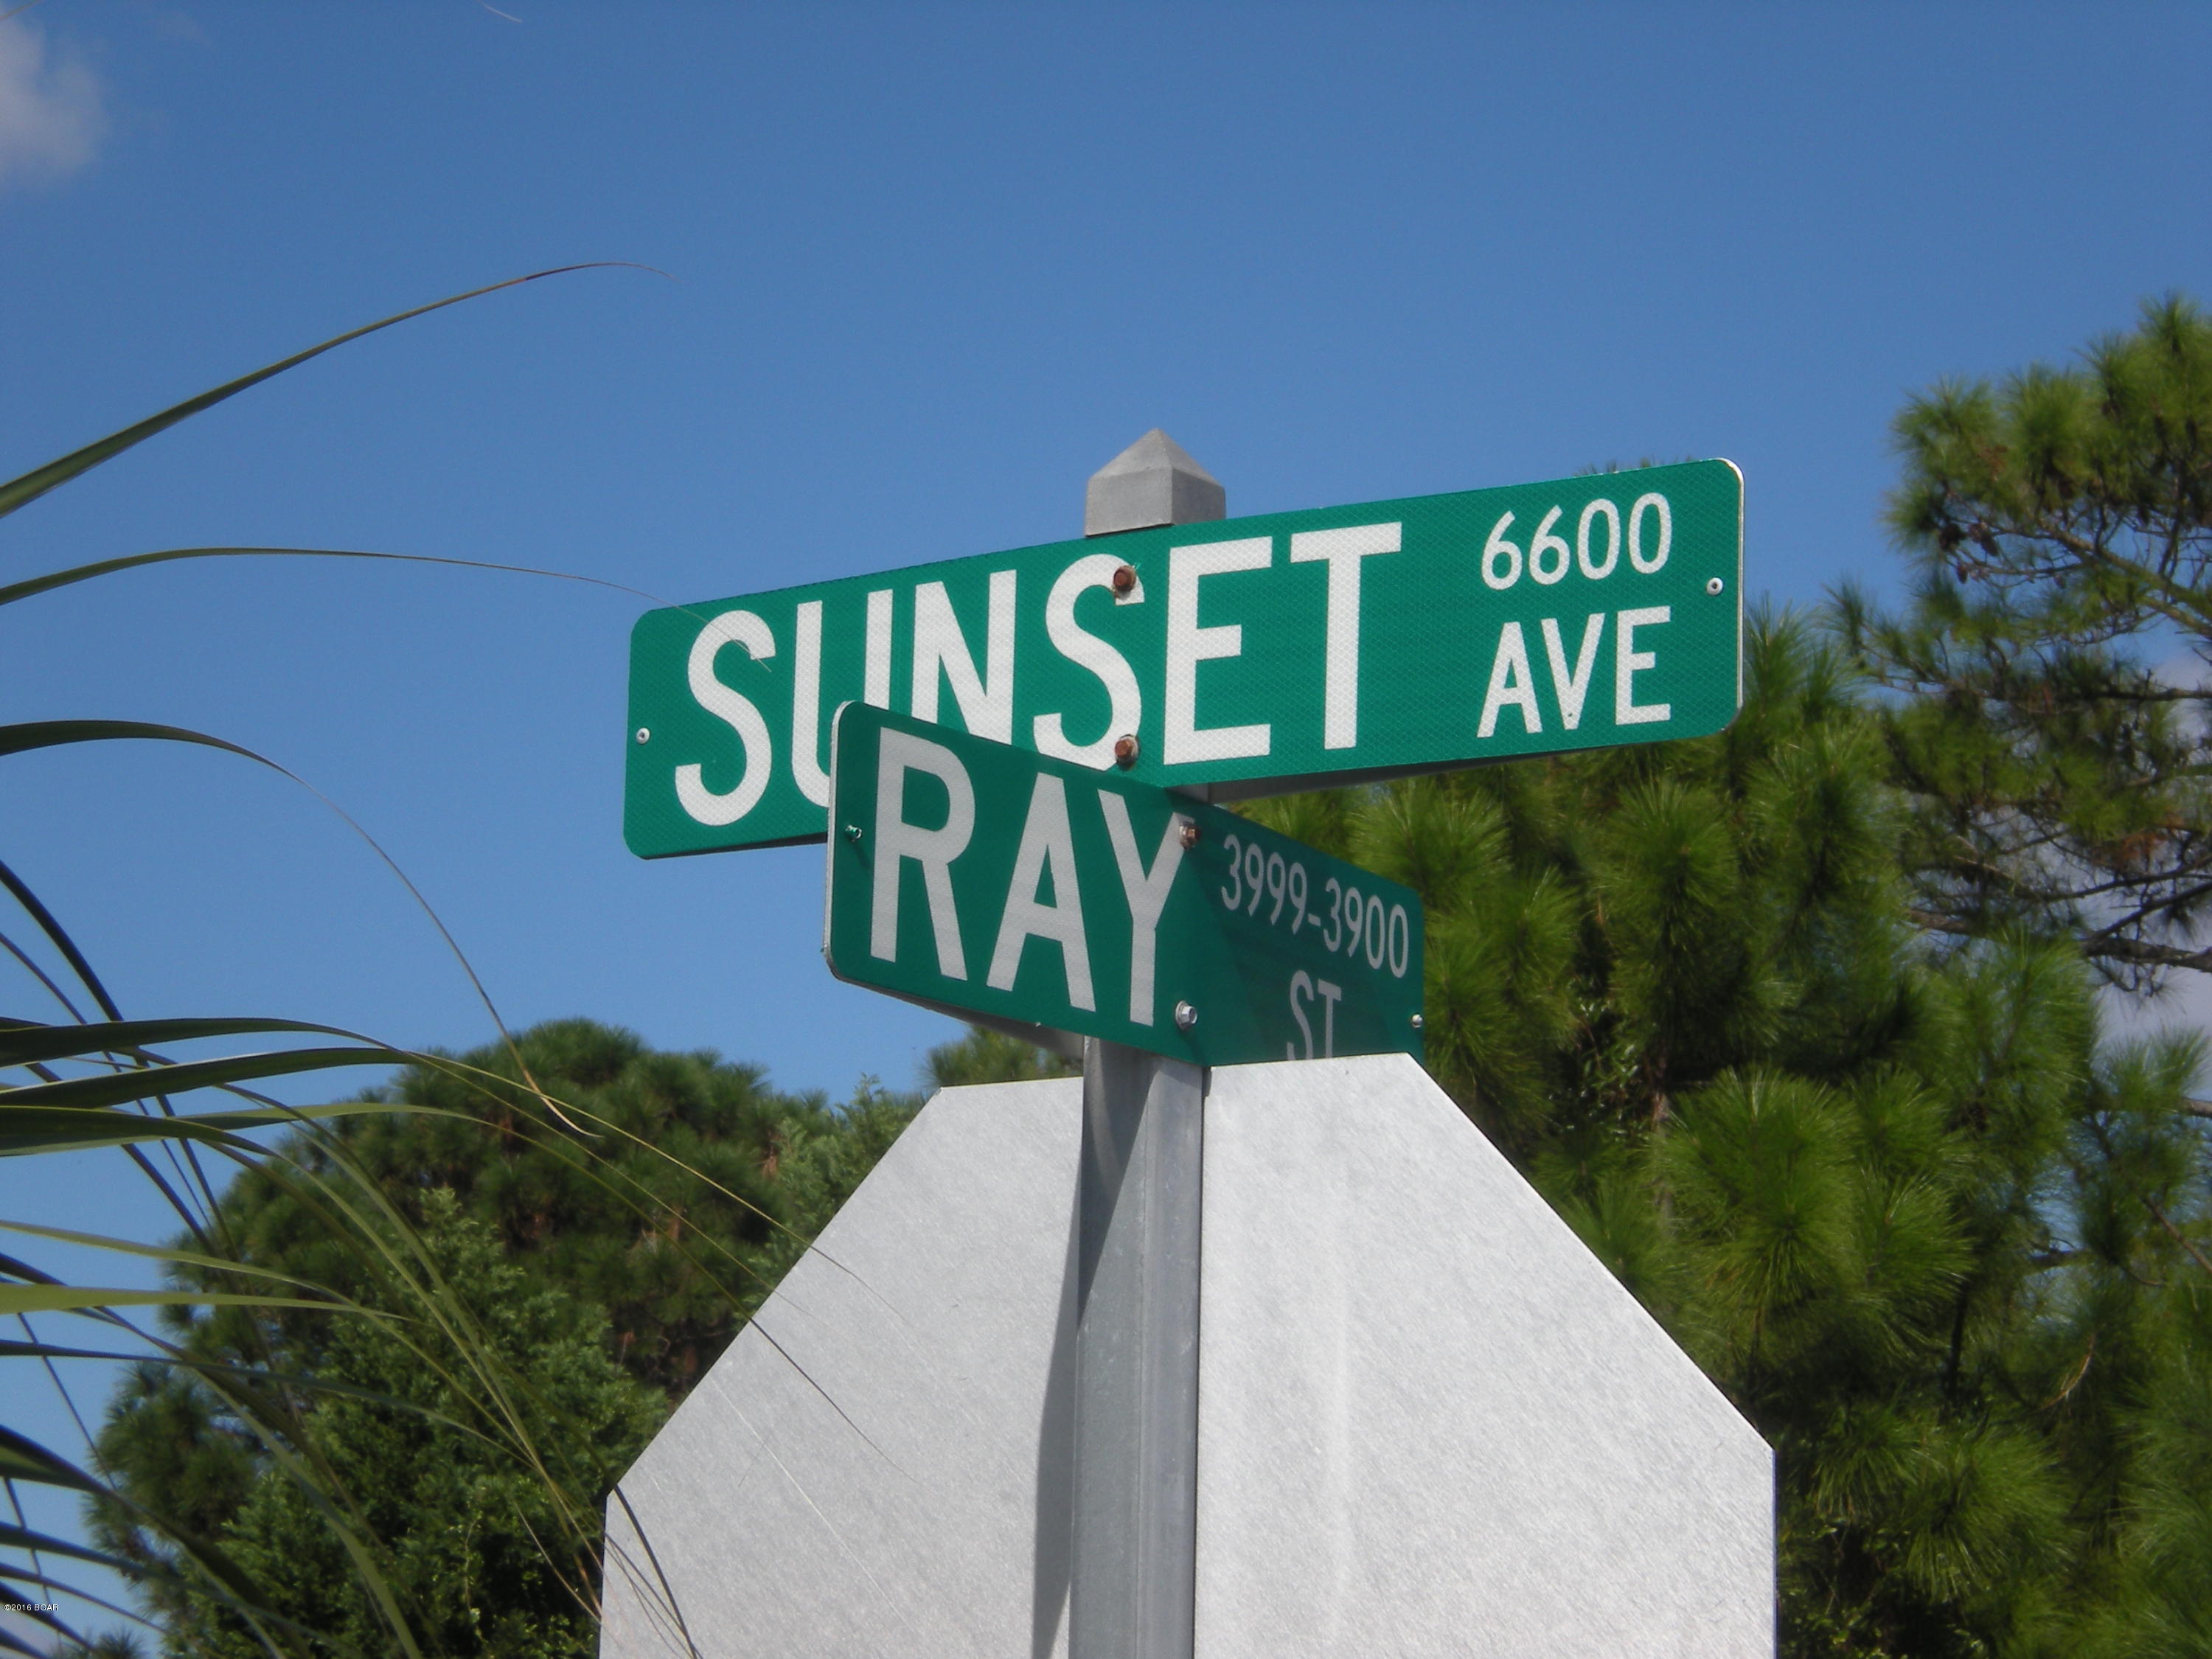 SUNSET 6600
AVE
RAY 3999-3900
ST
©2016 BCAR